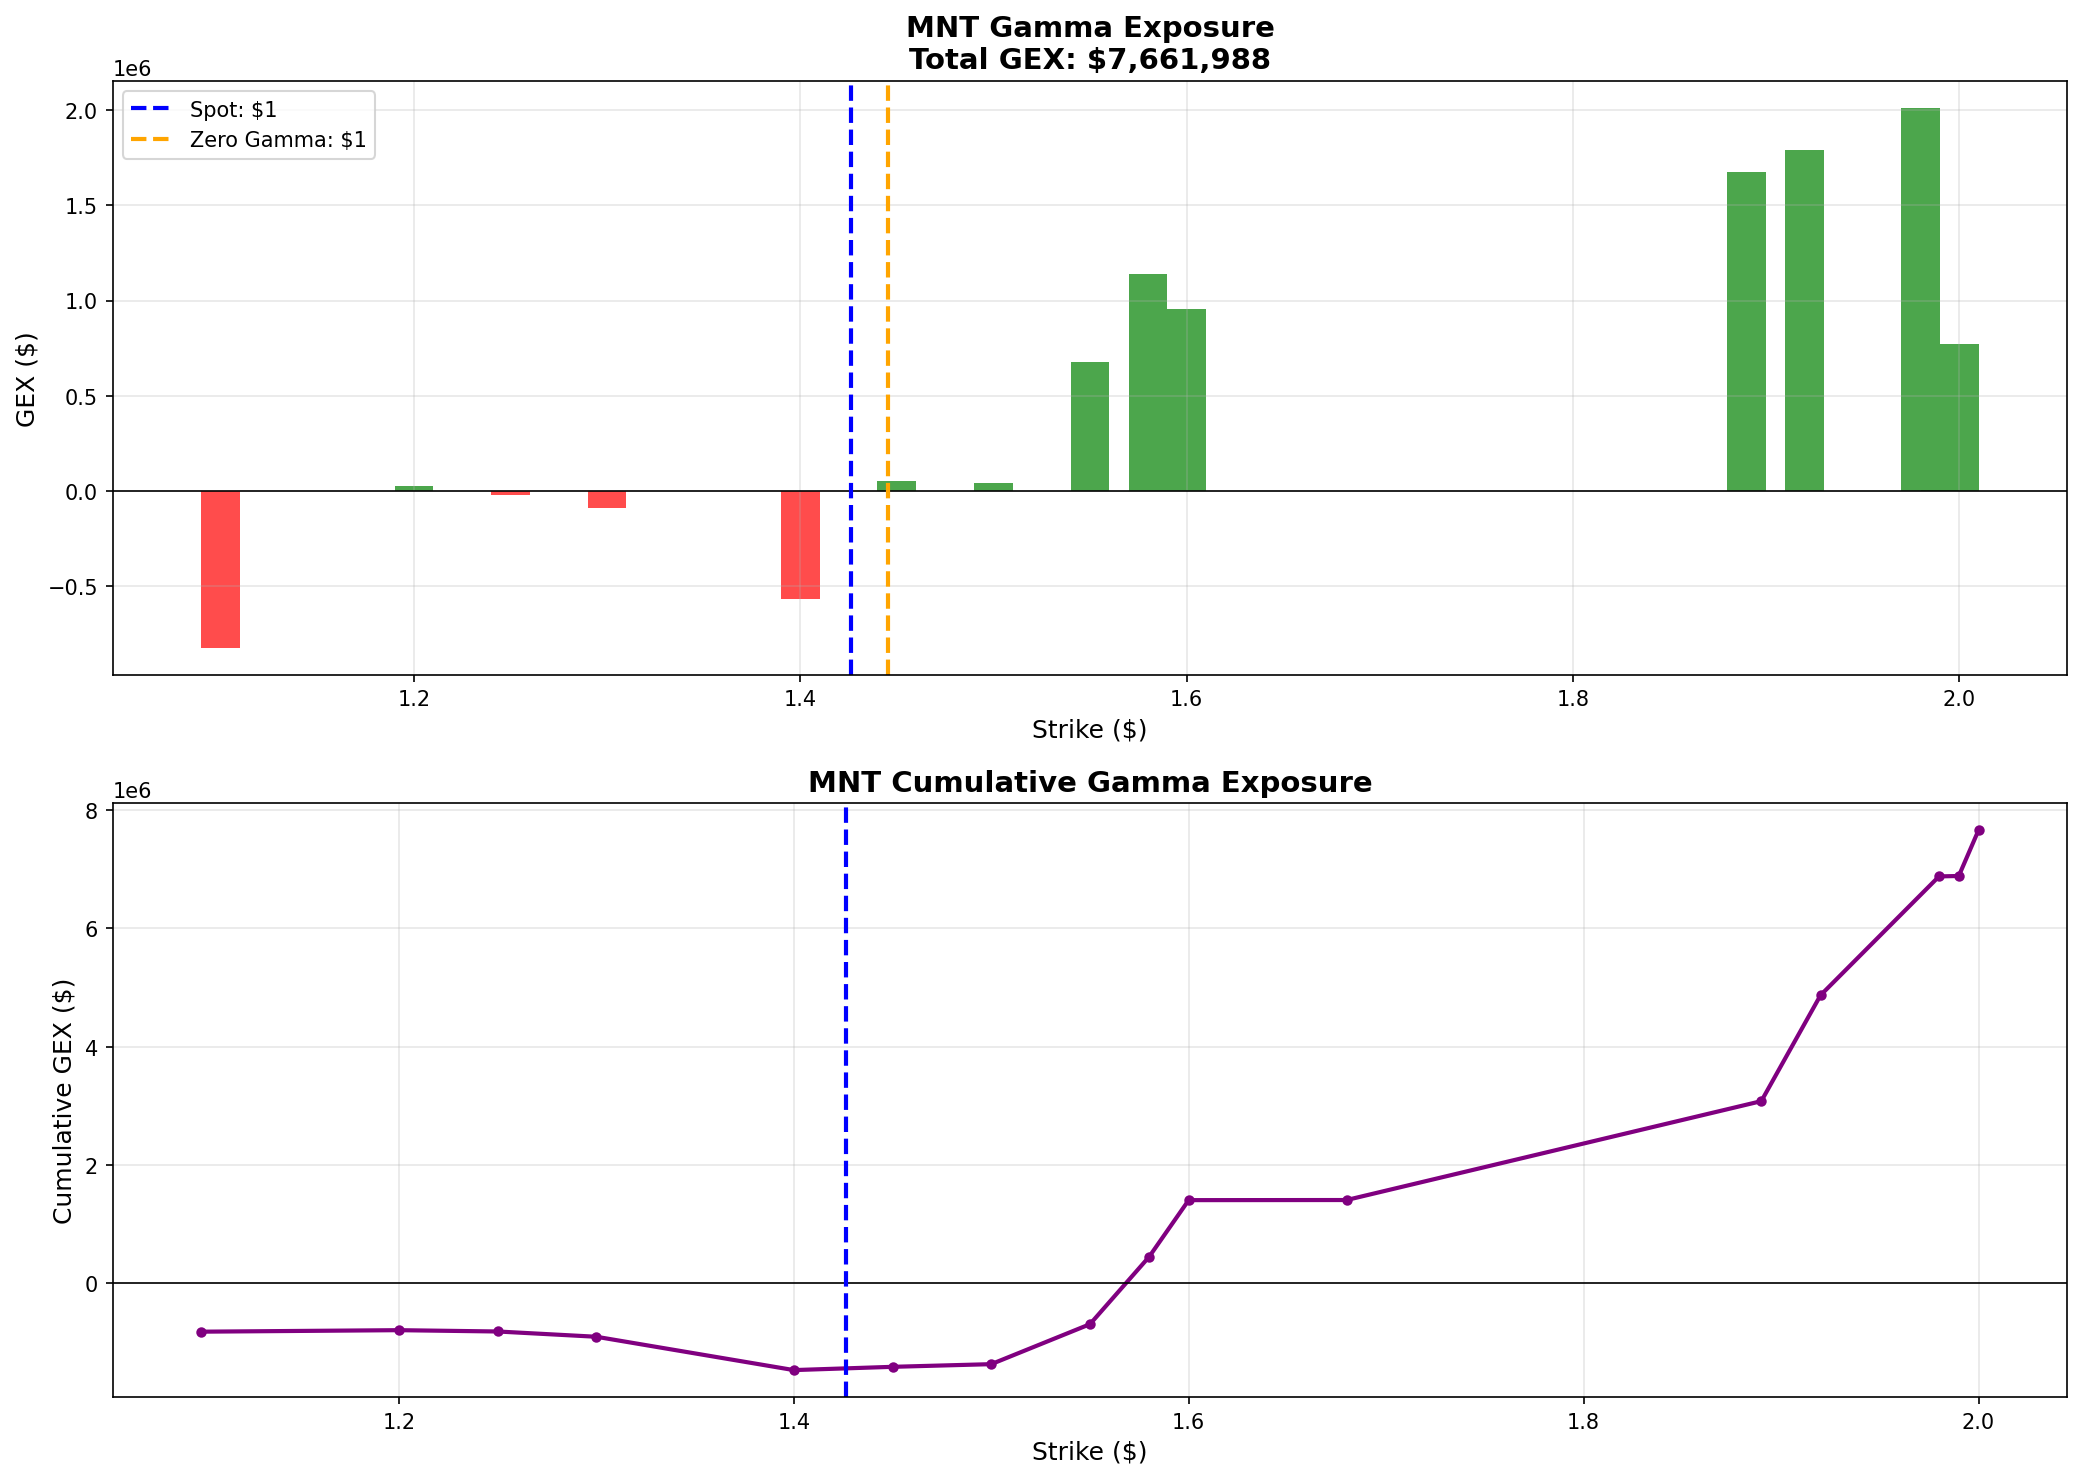 MNT Gamma Exposure
Total GEX: $7,661,988
1e6
Spot: $1
Zero Gamma: $1
2.0
1.5
1.0
0.5
0.0
−0.5
GEX ($)
1.2
1.4
1.6
1.8
2.0
Strike ($)
MNT Cumulative Gamma Exposure
1e6
8
6
4
2
0
Cumulative GEX ($)
1.2
1.4
1.6
1.8
2.0
Strike ($)